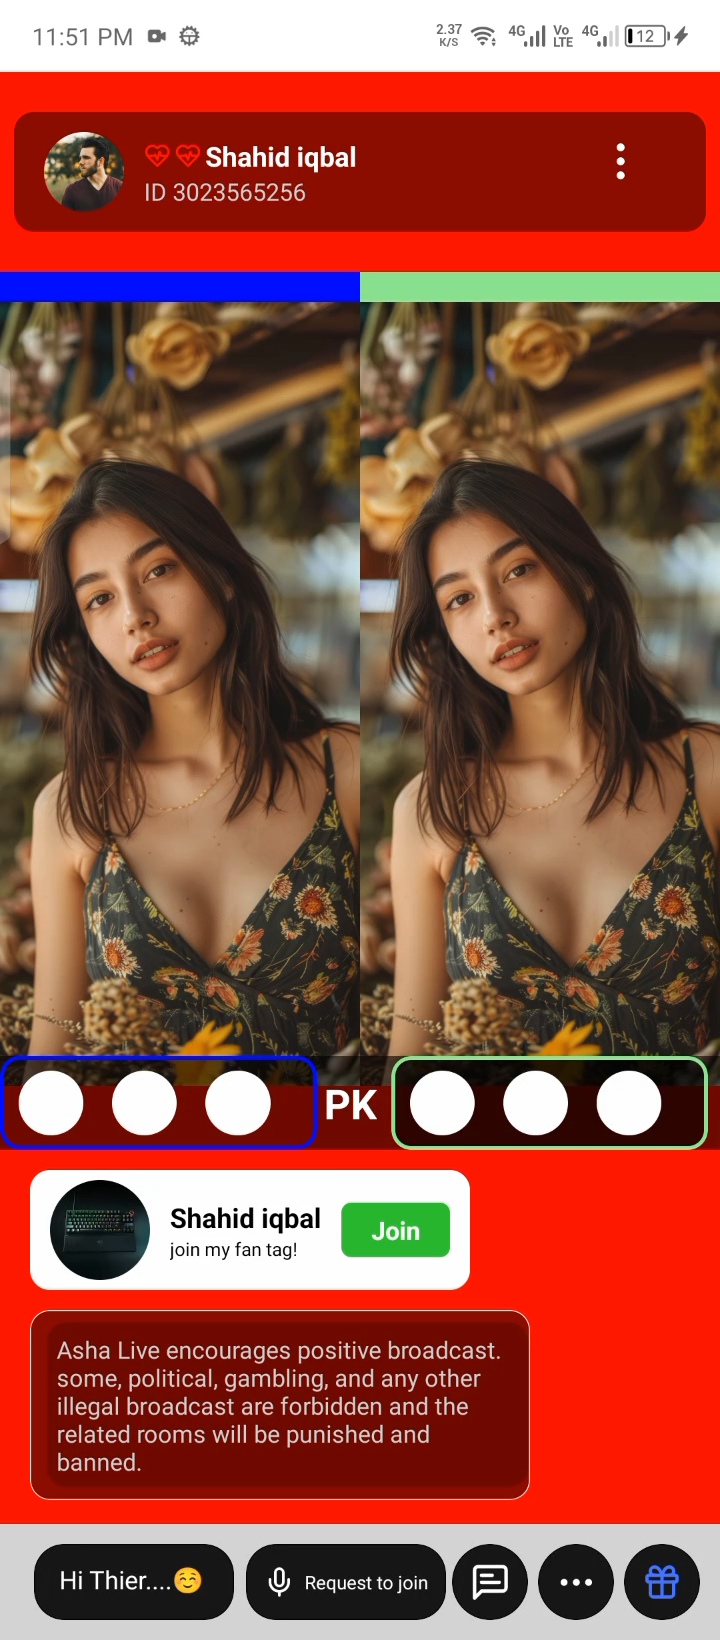 11:51 PM
2.37
K/S
4G
Vo
LTE
4G
12
Shahid iqbal
ID 3023565256
PK
Shahid iqbal
join my fan tag!
Join
Asha Live encourages positive broadcast.
some, political, gambling, and any other
illegal broadcast are forbidden and the
related rooms will be punished and
banned.
Hi Thier....☺️
Request to join